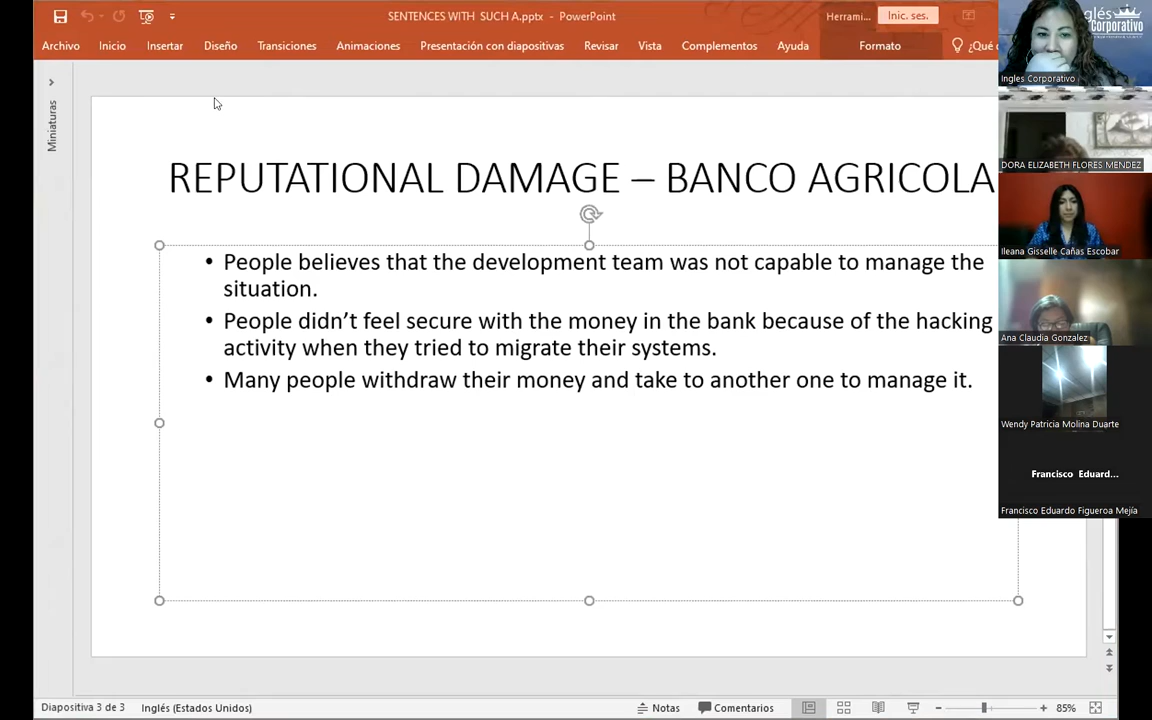 SENTENCES WITH SUCH A.pptx - PowerPoint
Herrami...
Inic. ses.
Archivo Inicio Insertar Diseño Transiciones Animaciones Presentación con diapositivas Revisar Vista Complementos Ayuda Formato ¿Qué
glés
Corporativo
Ingles Corporativo
Miniaturas
DORA ELIZABETH FLORES MENDEZ
REPUTATIONAL DAMAGE – BANCO AGRICOLA
Ileana Gisselle Cañas Escobar
• People believes that the development team was not capable to manage the
situation.
• People didn't feel secure with the money in the bank because of the hacking
activity when they tried to migrate their systems.
• Many people withdraw their money and take to another one to manage it.
Ana Claudia Gonzalez
Wendy Patricia Molina Duarte
Francisco Eduard...
Francisco Eduardo Figueroa Mejía
Diapositiva 3 de 3 Inglés (Estados Unidos) Notas Comentarios 85%